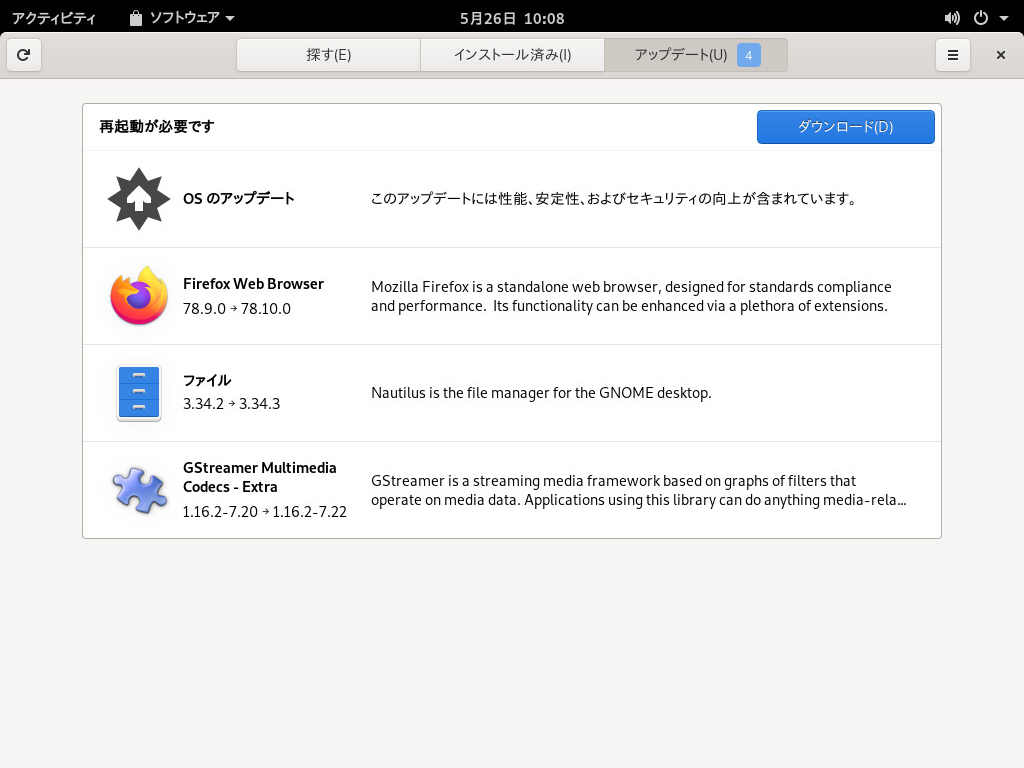 アクティビティ
ソフトウェア
5月26日 10:08
探す(E)
インストール済み(I)
アップデート(U)
4
再起動が必要です
ダウンロード(D)
OS のアップデート
このアップデートには性能、安定性、およびセキュリティの向上が含まれています。
Firefox Web Browser
78.9.0 → 78.10.0
Mozilla Firefox is a standalone web browser, designed for standards compliance
and performance.  Its functionality can be enhanced via a plethora of extensions.
ファイル
3.34.2 → 3.34.3
Nautilus is the file manager for the GNOME desktop.
GStreamer Multimedia
Codecs - Extra
1.16.2-7.20 → 1.16.2-7.22
GStreamer is a streaming media framework based on graphs of filters that
operate on media data. Applications using this library can do anything media-rela…